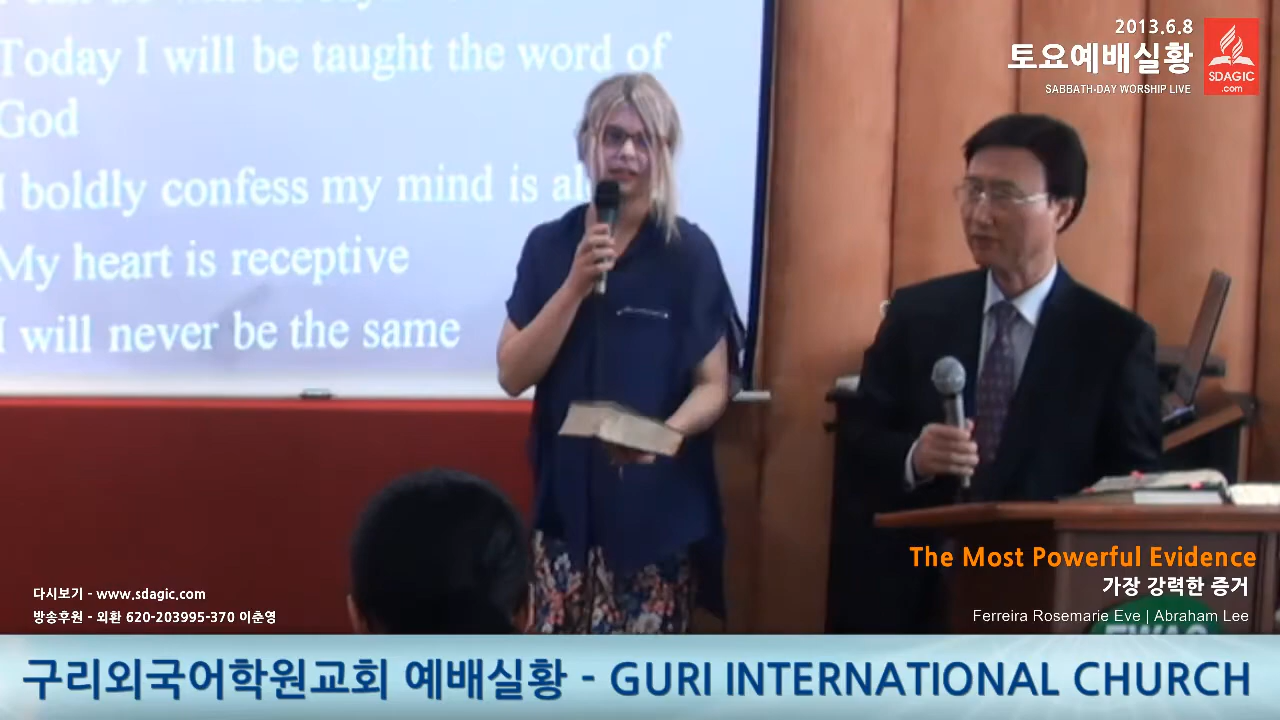 Today I will be taught the word of
God
I boldly confess my mind is
My heart is receptive
I will never be the same
2013.6.8
토요예배실황
SABBATH-DAY WORSHIP LIVE
SDAGIC
.com
The Most Powerful Evidence
가장 강력한 증거
Ferreira Rosemarie Eve | Abraham Lee
다시보기 - www.sdagic.com
방송후원 - 외환 620-203995-370 이춘영
구리외국어학원교회 예배실황 - GURI INTERNATIONAL CHURCH